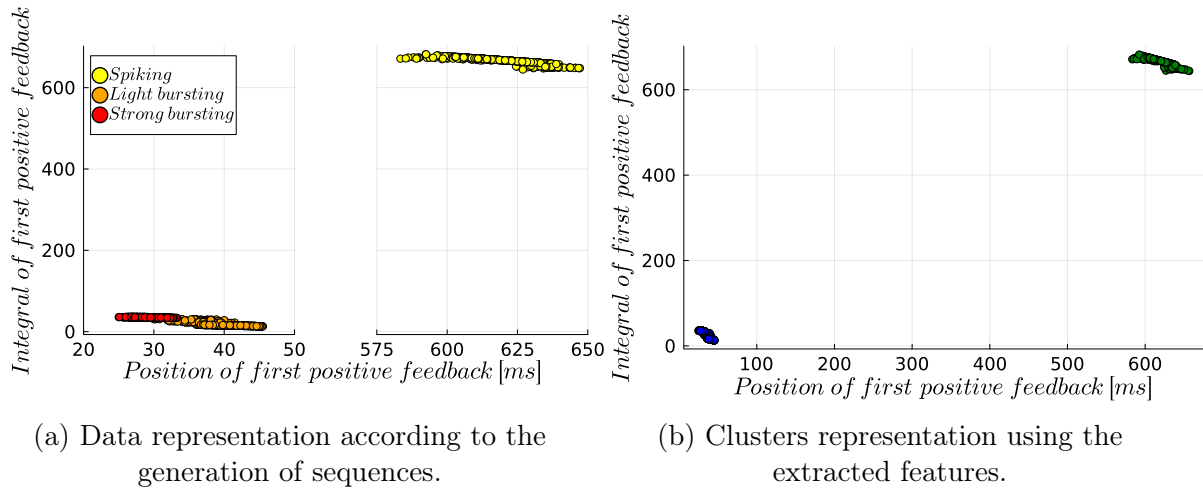 Integral of first positive feedback
600
400
200
0
Spiking
Light bursting
Strong bursting
20 30 40 50 575 600 625 650
Position of first positive feedback [ms]
(a) Data representation according to the
generation of sequences.
Integral of first positive feedback
600
400
200
0
100 200 300 400 500 600
Position of first positive feedback [ms]
(b) Clusters representation using the
extracted features.